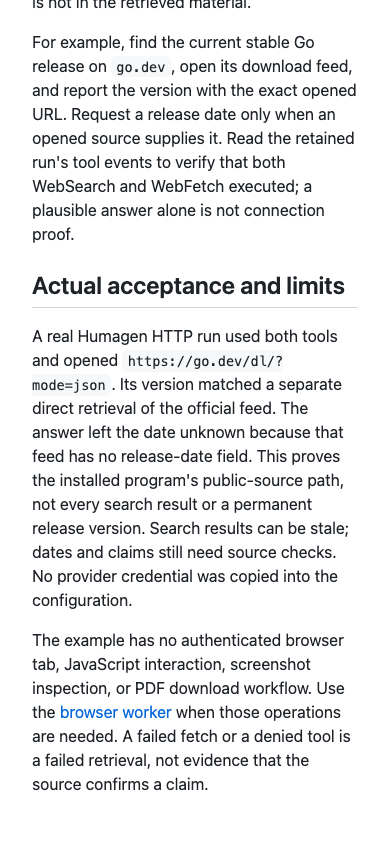 is not in the retrieved material.
For example, find the current stable Go
release on go.dev, open its download feed,
and report the version with the exact opened
URL. Request a release date only when an
opened source supplies it. Read the retained
run's tool events to verify that both
WebSearch and WebFetch executed; a
plausible answer alone is not connection
proof.
Actual acceptance and limits
A real Humagen HTTP run used both tools
and opened https://go.dev/dl/?
mode=json. Its version matched a separate
direct retrieval of the official feed. The
answer left the date unknown because that
feed has no release-date field. This proves
the installed program's public-source path,
not every search result or a permanent
release version. Search results can be stale;
dates and claims still need source checks.
No provider credential was copied into the
configuration.
The example has no authenticated browser
tab, JavaScript interaction, screenshot
inspection, or PDF download workflow. Use
the browser worker when those operations
are needed. A failed fetch or a denied tool is
a failed retrieval, not evidence that the
source confirms a claim.